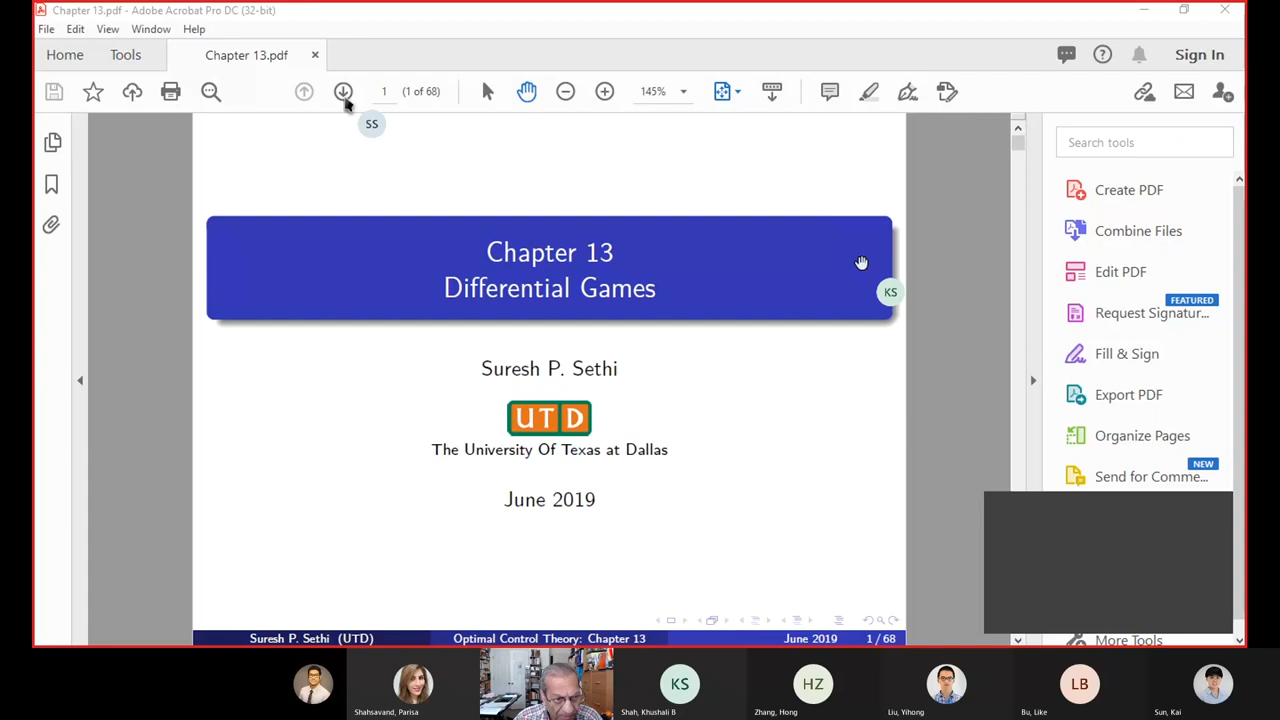 Chapter 13.pdf - Adobe Acrobat Pro DC (32-bit)
File Edit View Window Help
Home Tools Chapter 13.pdf Sign In
1 (1 of 68) 145%
SS
Search tools
Create PDF
Combine Files
Edit PDF
FEATURED
Request Signatur...
Fill & Sign
Export PDF
Organize Pages
NEW
Send for Comme...
More Tools
Chapter 13
Differential Games
KS
Suresh P. Sethi
UTD
The University Of Texas at Dallas
June 2019
Suresh P. Sethi (UTD) Optimal Control Theory: Chapter 13 June 2019 1 / 68
KS HZ LB
Shahsavand, Parisa Shah, Khushali B Zhang, Hong Liu, Yihong Bu, Like Sun, Kai